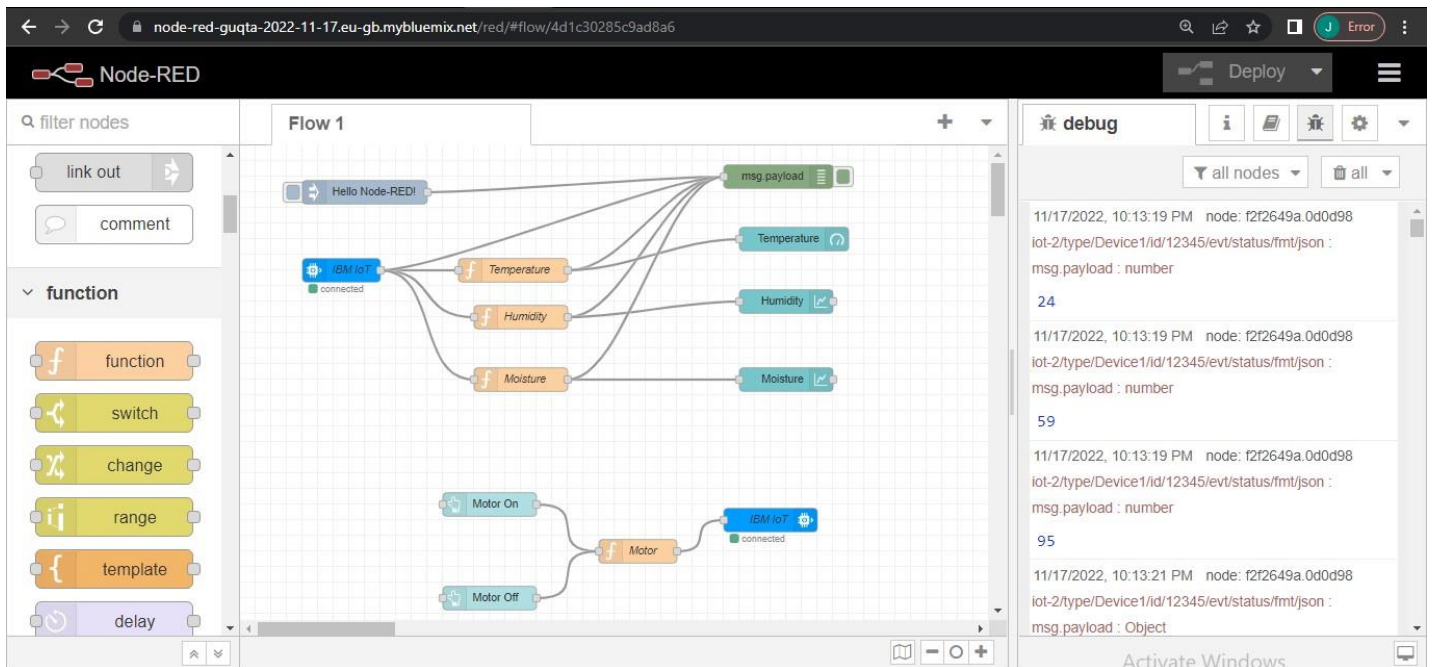 node-red-guqta-2022-11-17.eu-gb.mybluemix.net/red/#flow/4d1c30285c9ad8a6
J Error
Node-RED
Deploy
filter nodes
link out
comment
function
function
switch
change
range
template
delay
Flow 1
Hello Node-RED!
msg.payload
Temperature
IBM IoT
connected
Temperature
Humidity
Humidity
Moisture
Moisture
Motor On
IBM IoT
connected
Motor
Motor Off
debug
all nodes
all
11/17/2022, 10:13:19 PM node: f2f2649a.0d0d98
iot-2/type/Device1/id/12345/evt/status/fmt/json :
msg.payload : number
24
11/17/2022, 10:13:19 PM node: f2f2649a.0d0d98
iot-2/type/Device1/id/12345/evt/status/fmt/json :
msg.payload : number
59
11/17/2022, 10:13:19 PM node: f2f2649a.0d0d98
iot-2/type/Device1/id/12345/evt/status/fmt/json :
msg.payload : number
95
11/17/2022, 10:13:21 PM node: f2f2649a.0d0d98
iot-2/type/Device1/id/12345/evt/status/fmt/json :
msg.payload : Object
Activate Windows